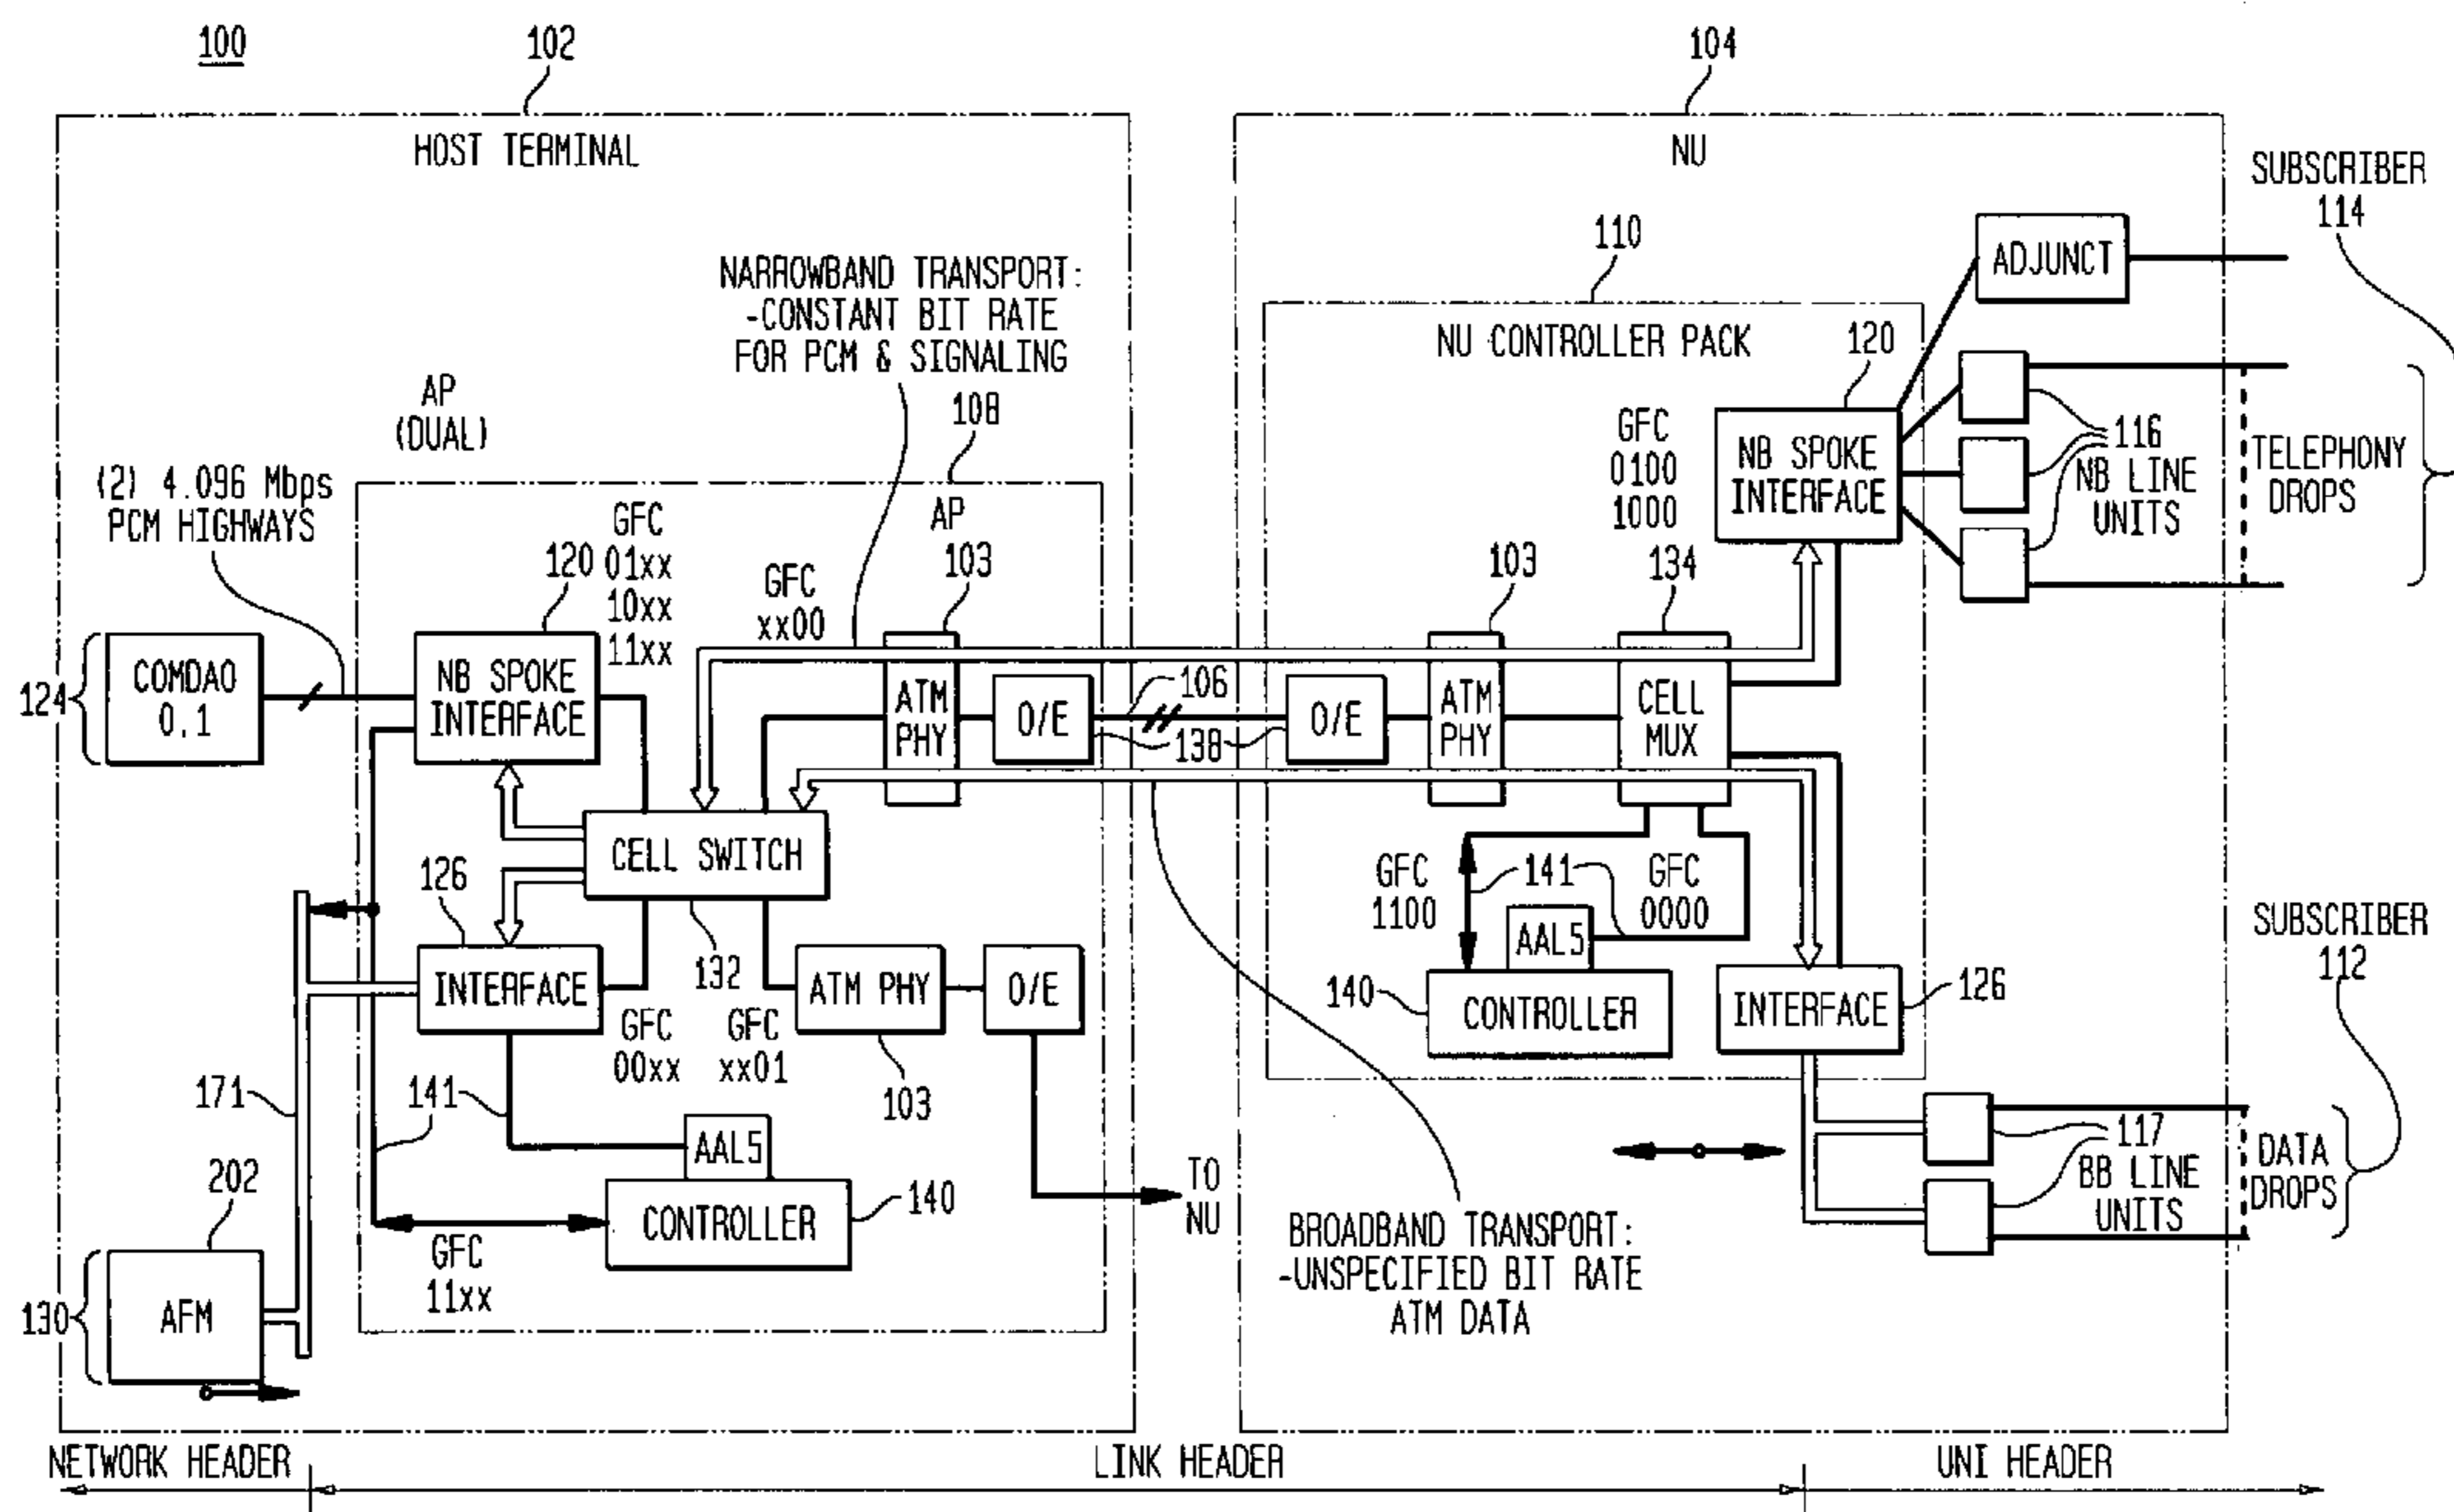 100
102
104
HOST TERMINAL
NU
SUBSCRIBER
114
110
ADJUNCT
NARROWBAND TRANSPORT:
-CONSTANT BIT RATE
FOR PCM & SIGNALING
NU CONTROLLER PACK
120
AP
(DUAL)
108
GFC
0100
1000
NB SPOKE
INTERFACE
116
NB LINE
UNITS
TELEPHONY
DROPS
(2) 4.096 Mbps
PCM HIGHWAYS
GFC
01xx
10xx
11xx
120
AP
103
GFC
xx00
103
134
124
COMDAO
0,1
NB SPOKE
INTERFACE
ATM
PHY
O/E
106
138
O/E
ATM
PHY
CELL
MUX
CELL SWITCH
126
132
GFC
1100
141
GFC
0000
AAL5
140
CONTROLLER
INTERFACE
126
SUBSCRIBER
112
INTERFACE
GFC
00xx
GFC
xx01
ATM PHY
O/E
103
171
141
AAL5
CONTROLLER
140
TO
NU
117
BB LINE
UNITS
DATA
DROPS
202
GFC
11xx
130
AFM
BROADBAND TRANSPORT:
-UNSPECIFIED BIT RATE
ATM DATA
NETWORK HEADER
LINK HEADER
UNI HEADER